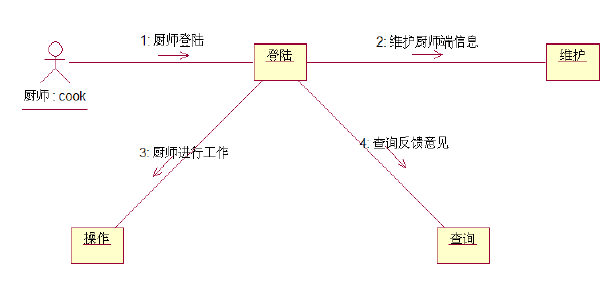 1: 厨师登陆
2: 维护厨师端信息
登陆
维护
厨师 : cook
3: 厨师进行工作
4: 查询反馈意见
操作
查询